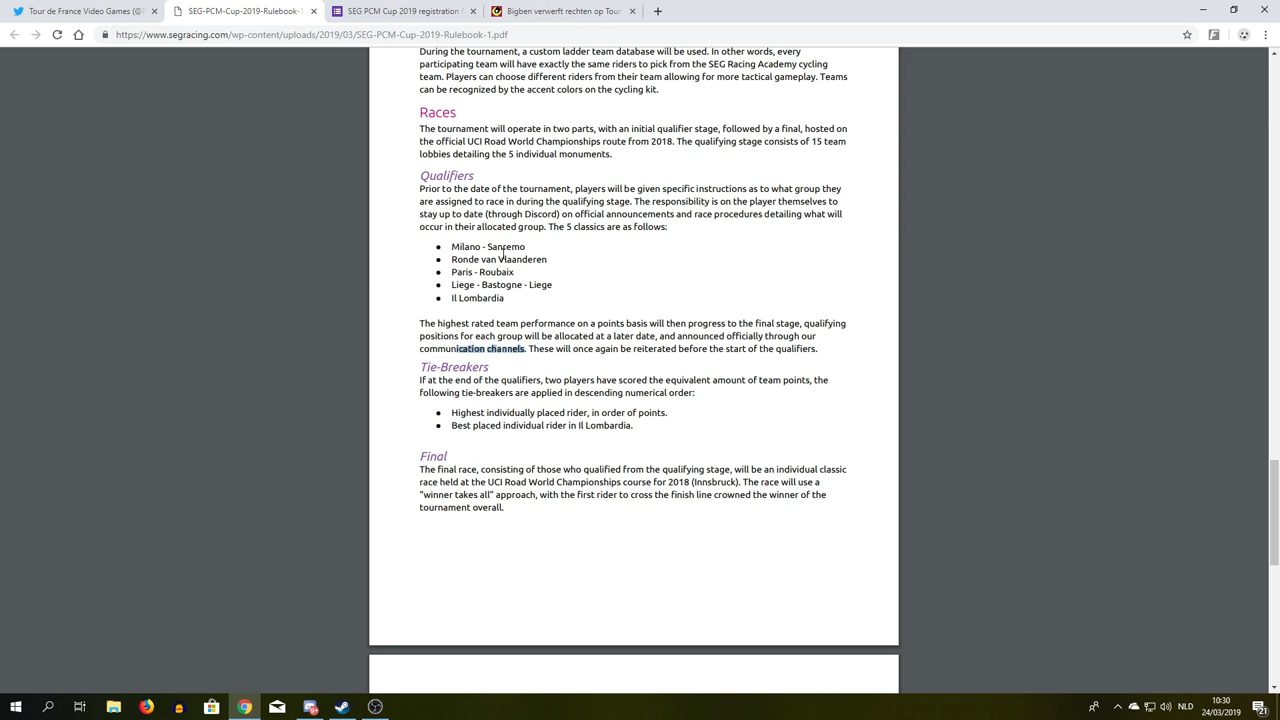 Tour de France Video Games (@
SEG-PCM-Cup-2019-Rulebook-1.p
SEG PCM Cup 2019 registration
Bigben verwerft rechten op Tour
https://www.segracing.com/wp-content/uploads/2019/03/SEG-PCM-Cup-2019-Rulebook-1.pdf
During the tournament, a custom ladder team database will be used. In other words, every
participating team will have exactly the same riders to pick from the SEG Racing Academy cycling
team. Players can choose different riders from their team allowing for more tactical gameplay. Teams
can be recognized by the accent colors on the cycling kit.
Races
The tournament will operate in two parts, with an initial qualifier stage, followed by a final, hosted on
the official UCI Road World Championships route from 2018. The qualifying stage consists of 15 team
lobbies detailing the 5 individual monuments.
Qualifiers
Prior to the date of the tournament, players will be given specific instructions as to what group they
are assigned to race in during the qualifying stage. The responsibility is on the player themselves to
stay up to date (through Discord) on official announcements and race procedures detailing what will
occur in their allocated group. The 5 classics are as follows:
● Milano - Sanremo
● Ronde van Vlaanderen
● Paris - Roubaix
● Liege - Bastogne - Liege
● Il Lombardia
The highest rated team performance on a points basis will then progress to the final stage, qualifying
positions for each group will be allocated at a later date, and announced officially through our
communication channels. These will once again be reiterated before the start of the qualifiers.
Tie-Breakers
If at the end of the qualifiers, two players have scored the equivalent amount of team points, the
following tie-breakers are applied in descending numerical order:
● Highest individually placed rider, in order of points.
● Best placed individual rider in Il Lombardia.
Final
The final race, consisting of those who qualified from the qualifying stage, will be an individual classic
race held at the UCI Road World Championships course for 2018 (Innsbruck). The race will use a
"winner takes all" approach, with the first rider to cross the finish line crowned the winner of the
tournament overall.
NLD
10:30
24/03/2019
21